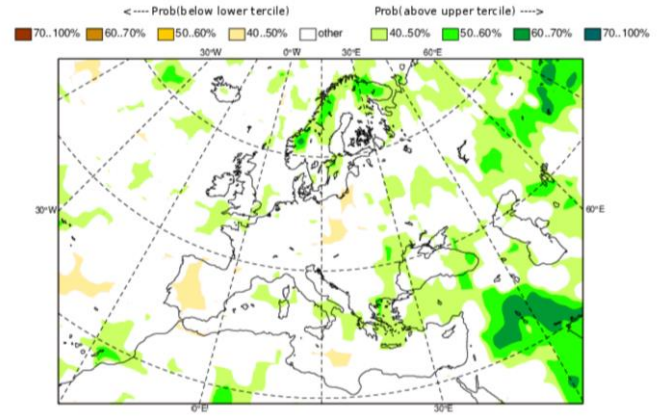 <---- Prob(below lower tercile) Prob(above upper tercile) ---->
70..100% 60..70% 50..60% 40..50% other 40..50% 50..60% 60..70% 70..100%
30°W 0°W 30°E 60°E
30°W 60°E
0°E 30°E